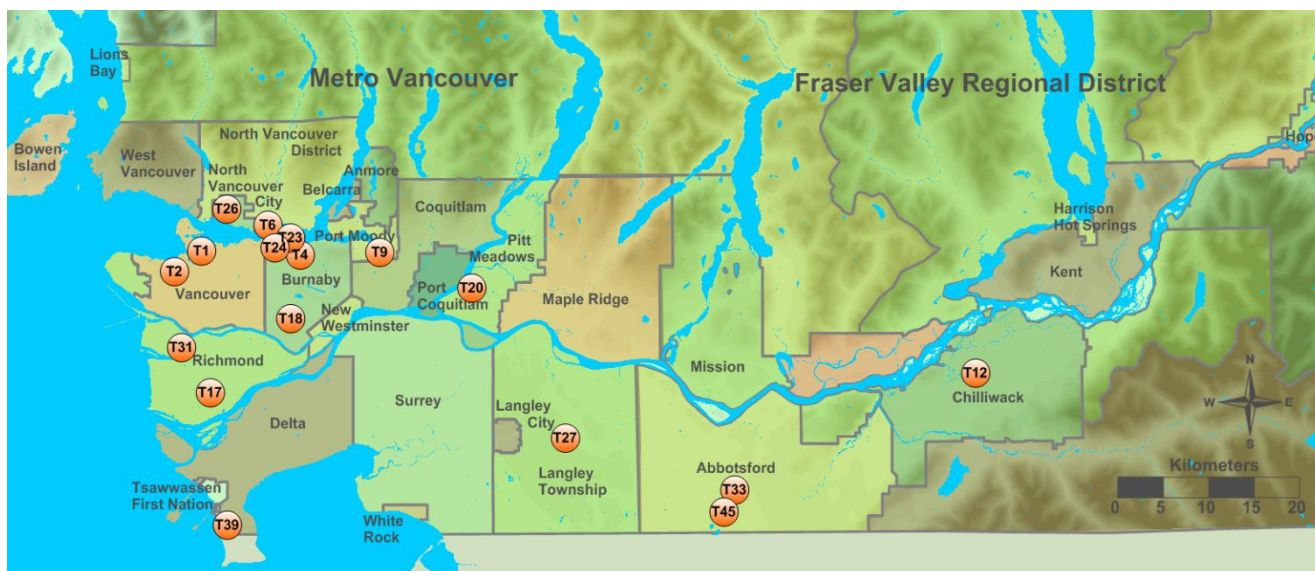 Lions
Bay
Metro Vancouver
Fraser Valley Regional District
Hop
Bowen
Island
West
Vancouver
North Vancouver
District
North
Vancouver
City
Anmore
Belcarra
Coquitlam
Harrison
Hot Springs
T26
T6
T23
T24
T4
Port Moody
T9
T1
T2
Pitt
Meadows
Kent
Burnaby
Vancouver
Port
Coquitlam
T20
Maple Ridge
New
Westminster
T18
T31
Richmond
T17
Mission
T12
Chilliwack
N
W
E
S
Surrey
Delta
Langley
City
T27
Langley
Township
Abbotsford
T33
T45
Kilometers
0 5 10 15 20
Tsawwassen
First Nation
T39
White
Rock